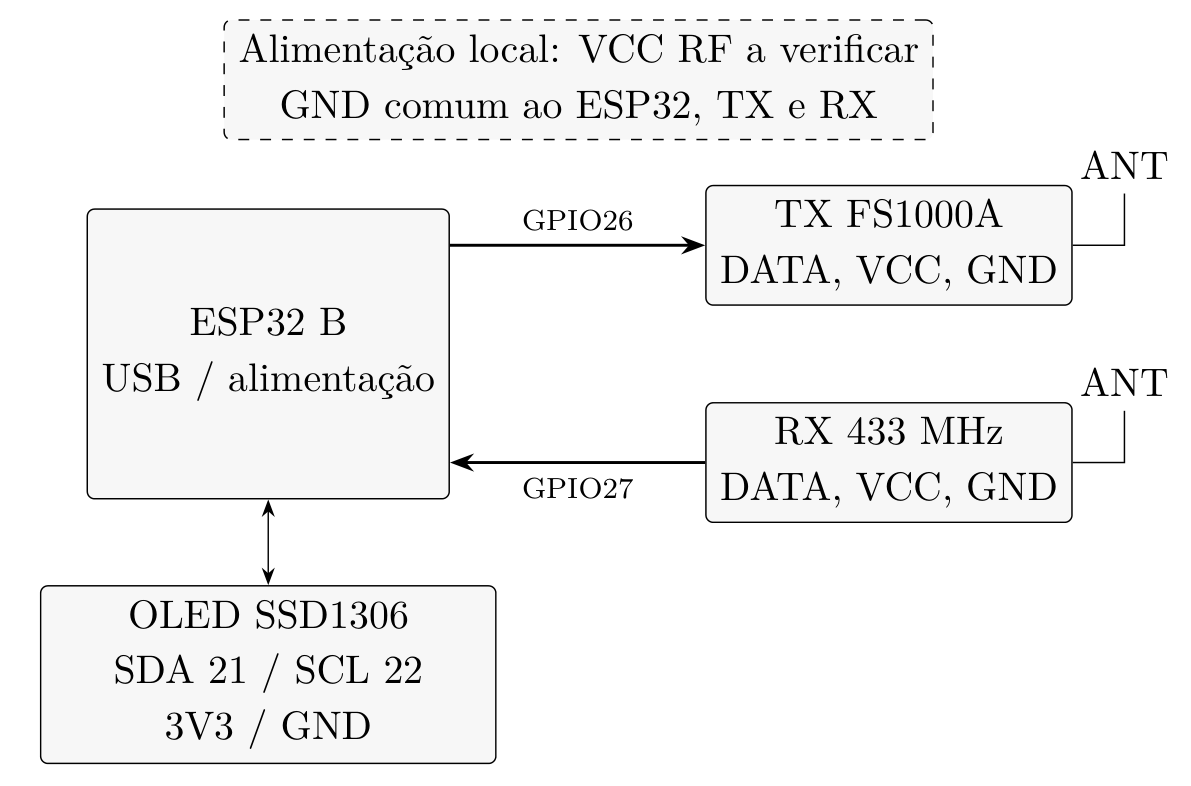 Alimentação local: VCC RF a verificar
GND comum ao ESP32, TX e RX
ANT
GPIO26
TX FS1000A
DATA, VCC, GND
ESP32 B
USB / alimentação
ANT
RX 433 MHz
DATA, VCC, GND
GPIO27
OLED SSD1306
SDA 21 / SCL 22
3V3 / GND